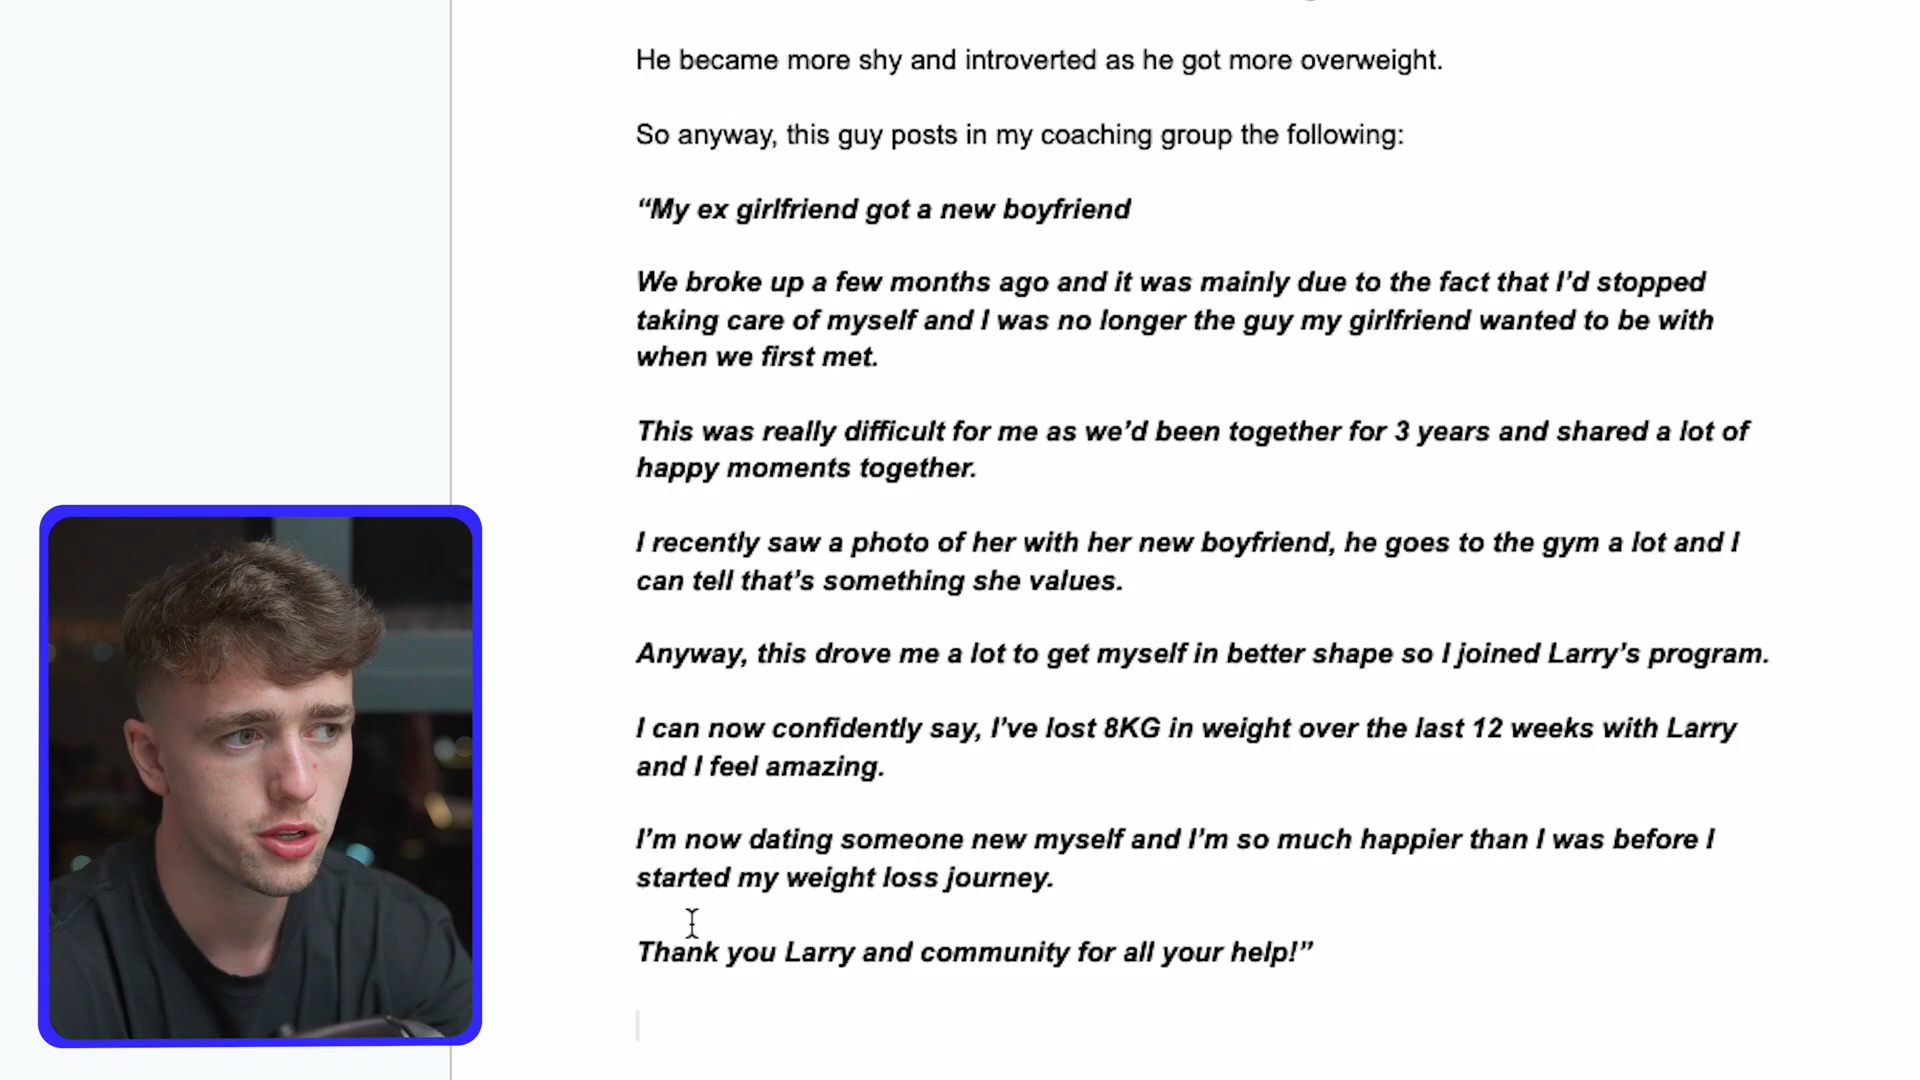 He became more shy and introverted as he got more overweight.
So anyway, this guy posts in my coaching group the following:
“My ex girlfriend got a new boyfriend
We broke up a few months ago and it was mainly due to the fact that I’d stopped
taking care of myself and I was no longer the guy my girlfriend wanted to be with
when we first met.
This was really difficult for me as we’d been together for 3 years and shared a lot of
happy moments together.
I recently saw a photo of her with her new boyfriend, he goes to the gym a lot and I
can tell that’s something she values.
Anyway, this drove me a lot to get myself in better shape so I joined Larry’s program.
I can now confidently say, I’ve lost 8KG in weight over the last 12 weeks with Larry
and I feel amazing.
I’m now dating someone new myself and I’m so much happier than I was before I
started my weight loss journey.
Thank you Larry and community for all your help!”